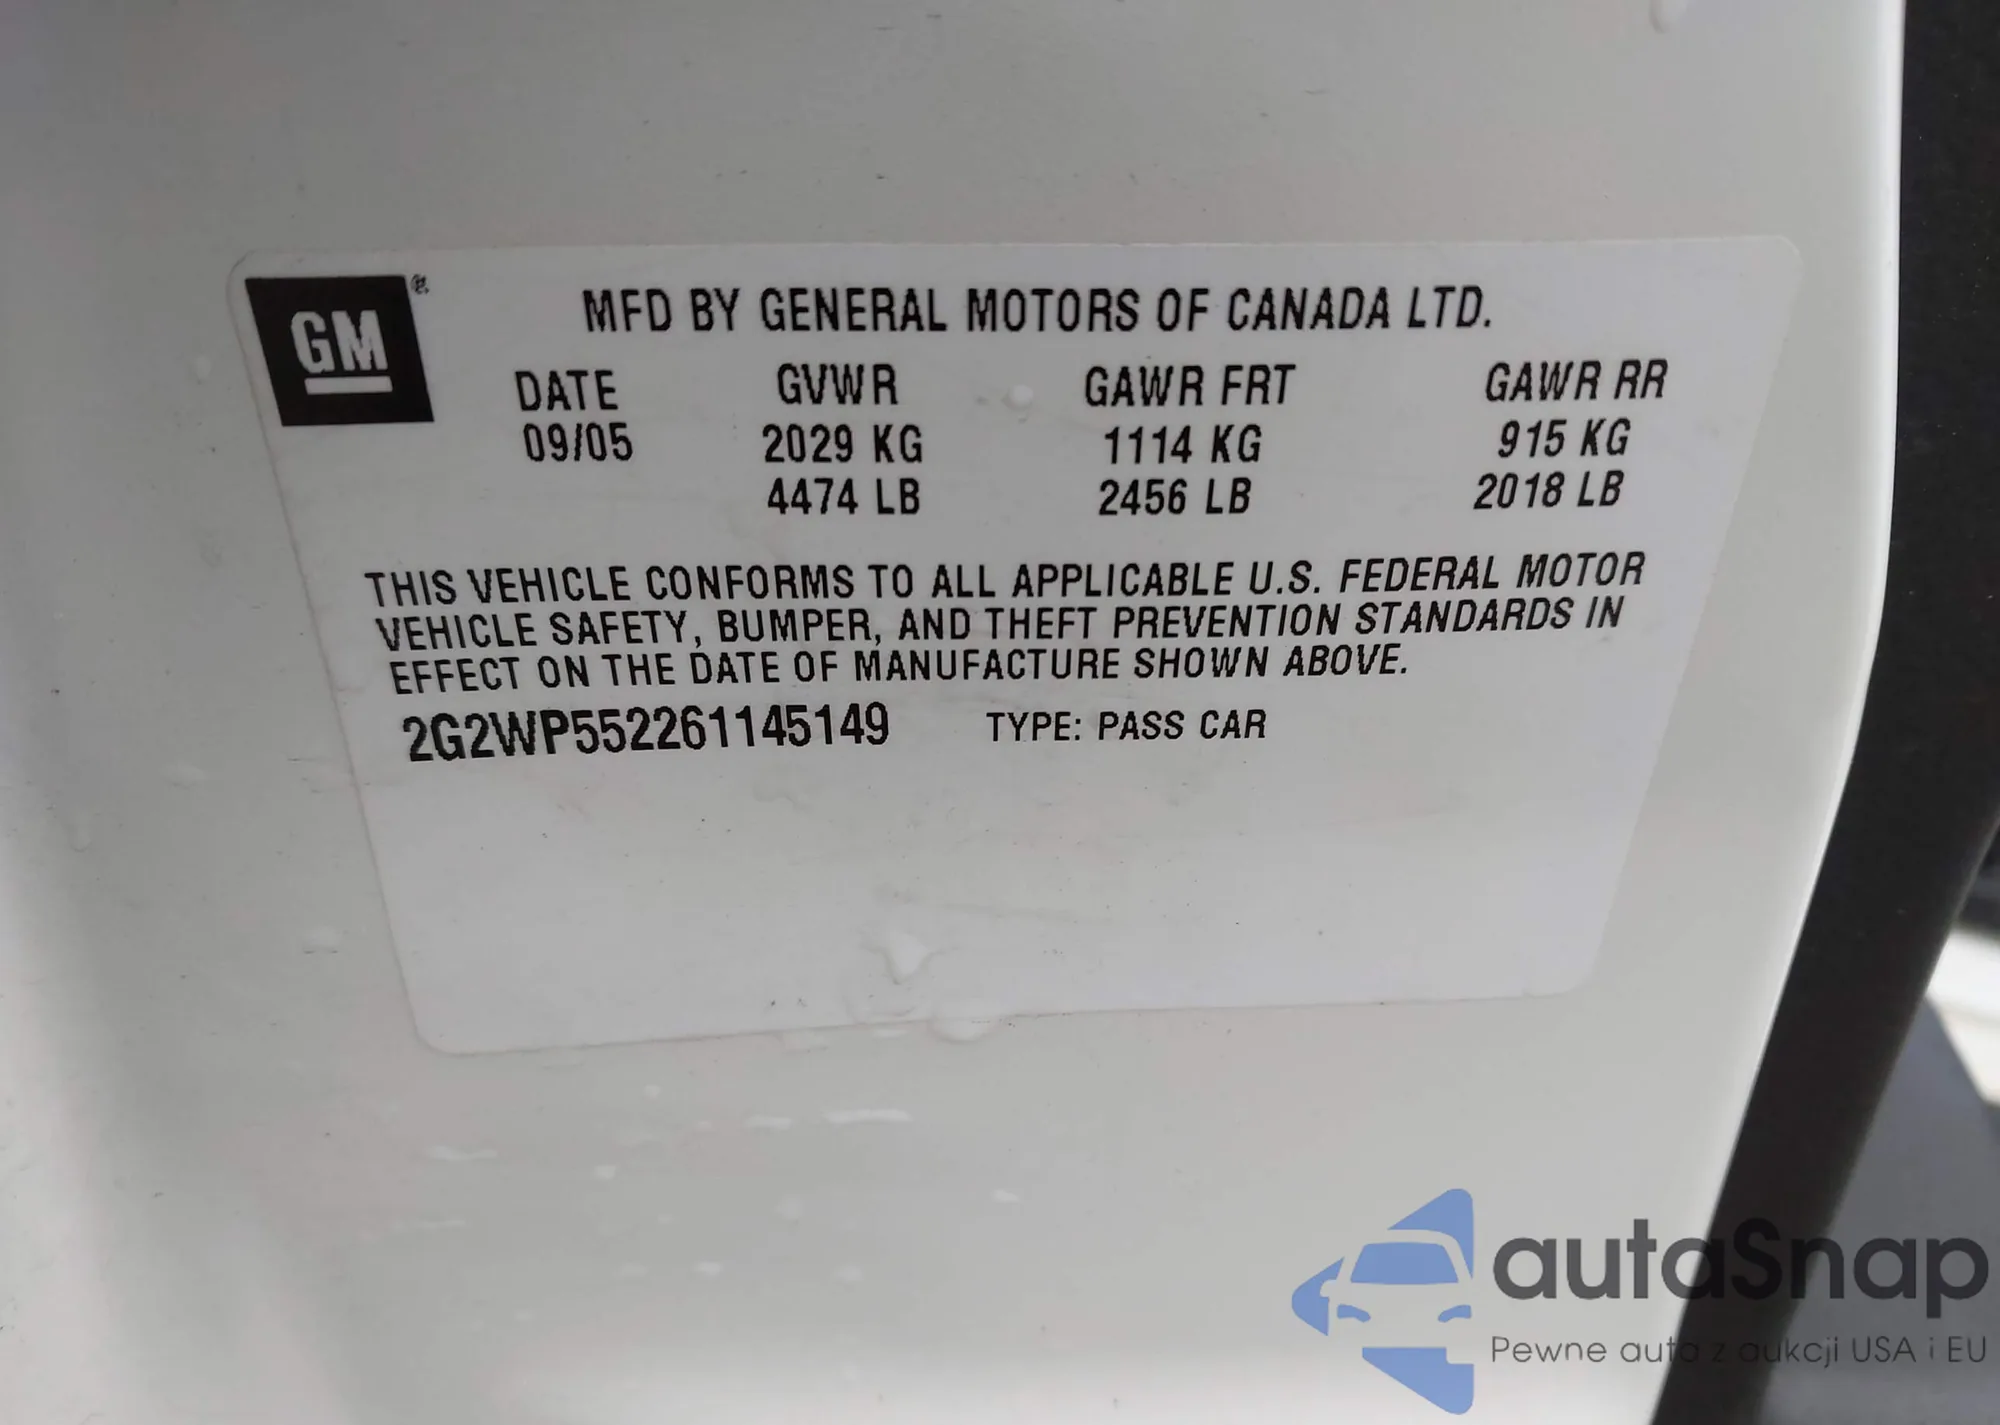 GM®
MFD BY GENERAL MOTORS OF CANADA LTD.
DATE GVWR GAWR FRT GAWR RR
09/05 2029 KG 1114 KG 915 KG
4474 LB 2456 LB 2018 LB
THIS VEHICLE CONFORMS TO ALL APPLICABLE U.S. FEDERAL MOTOR
VEHICLE SAFETY, BUMPER, AND THEFT PREVENTION STANDARDS IN
EFFECT ON THE DATE OF MANUFACTURE SHOWN ABOVE.
2G2WP552261145149 TYPE: PASS CAR
autaSnap
Pewne auta z aukcji USA i EU